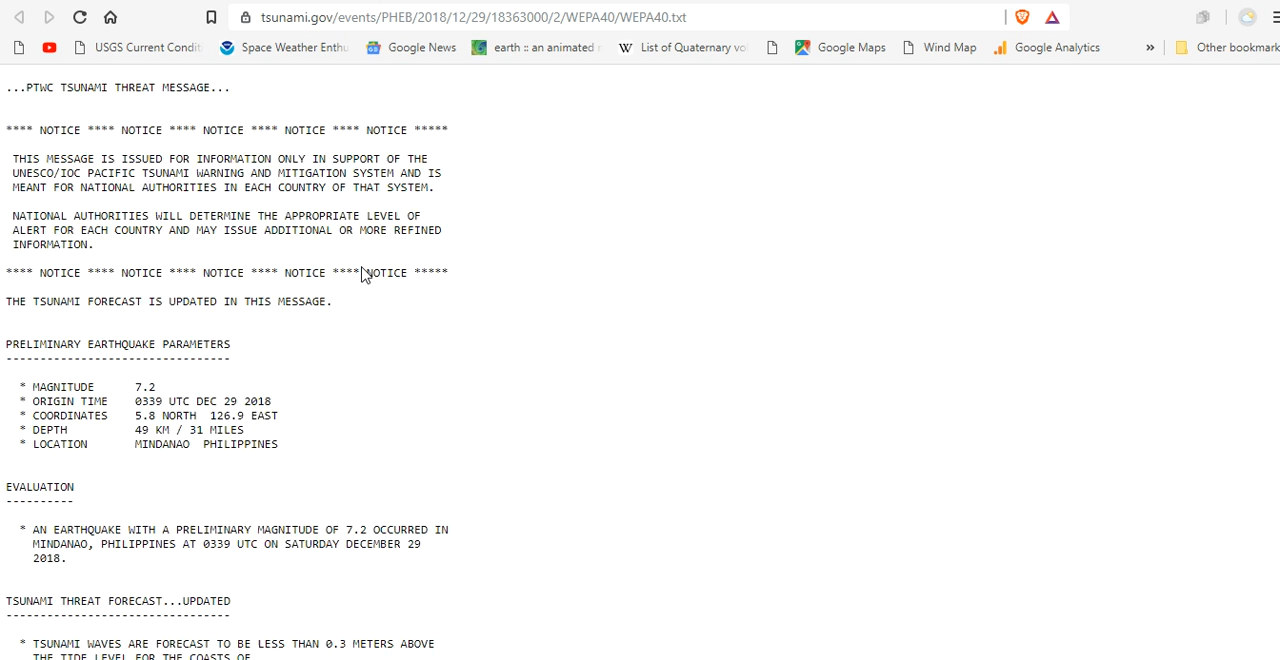 tsunami.gov/events/PHEB/2018/12/29/18363000/2/WEPA40/WEPA40.txt
USGS Current Condit
Space Weather Enthu
Google News
earth :: an animated
W List of Quaternary vo
Google Maps
Wind Map
Google Analytics
»
Other bookmark
...PTWC TSUNAMI THREAT MESSAGE...
**** NOTICE **** NOTICE **** NOTICE **** NOTICE **** NOTICE *****
THIS MESSAGE IS ISSUED FOR INFORMATION ONLY IN SUPPORT OF THE
UNESCO/IOC PACIFIC TSUNAMI WARNING AND MITIGATION SYSTEM AND IS
MEANT FOR NATIONAL AUTHORITIES IN EACH COUNTRY OF THAT SYSTEM.
NATIONAL AUTHORITIES WILL DETERMINE THE APPROPRIATE LEVEL OF
ALERT FOR EACH COUNTRY AND MAY ISSUE ADDITIONAL OR MORE REFINED
INFORMATION.
**** NOTICE **** NOTICE **** NOTICE **** NOTICE **** NOTICE *****
THE TSUNAMI FORECAST IS UPDATED IN THIS MESSAGE.
PRELIMINARY EARTHQUAKE PARAMETERS
---------------------------------
* MAGNITUDE 7.2
* ORIGIN TIME 0339 UTC DEC 29 2018
* COORDINATES 5.8 NORTH 126.9 EAST
* DEPTH 49 KM / 31 MILES
* LOCATION MINDANAO PHILIPPINES
EVALUATION
----------
* AN EARTHQUAKE WITH A PRELIMINARY MAGNITUDE OF 7.2 OCCURRED IN
MINDANAO, PHILIPPINES AT 0339 UTC ON SATURDAY DECEMBER 29
2018.
TSUNAMI THREAT FORECAST...UPDATED
---------------------------------
* TSUNAMI WAVES ARE FORECAST TO BE LESS THAN 0.3 METERS ABOVE
THE TIDE LEVEL FOR THE COASTS OF